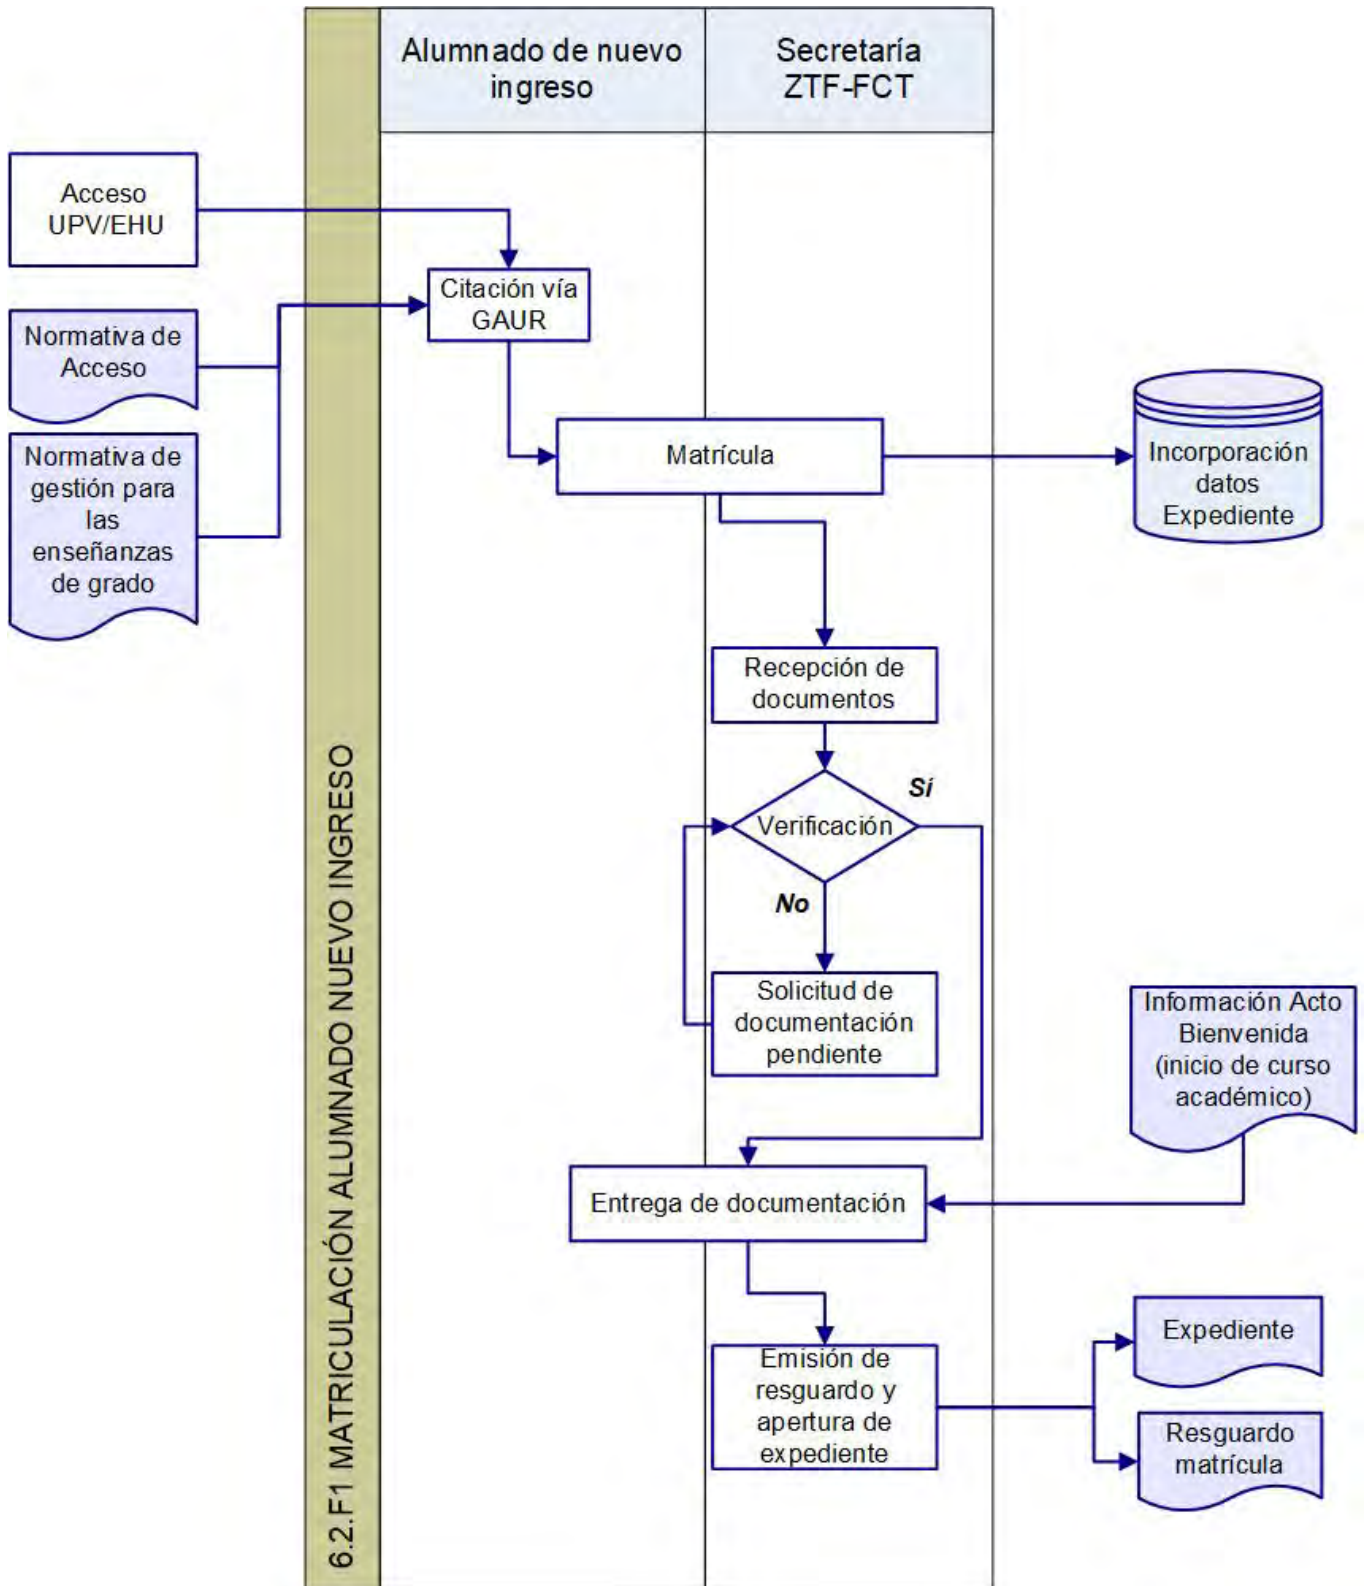 Alumnado de nuevo
ingreso
Secretaría
ZTF-FCT
6.2.F1 MATRICULACIÓN ALUMNADO NUEVO INGRESO
Acceso
UPV/EHU
Citación vía
GAUR
Normativa de
Acceso
Normativa de
gestión para
las
enseñanzas
de grado
Matrícula
Incorporación
datos
Expediente
Recepción de
documentos
Verificación
Sí
No
Solicitud de
documentación
pendiente
Información Acto
Bienvenida
(inicio de curso
académico)
Entrega de documentación
Emisión de
resguardo y
apertura de
expediente
Expediente
Resguardo
matrícula